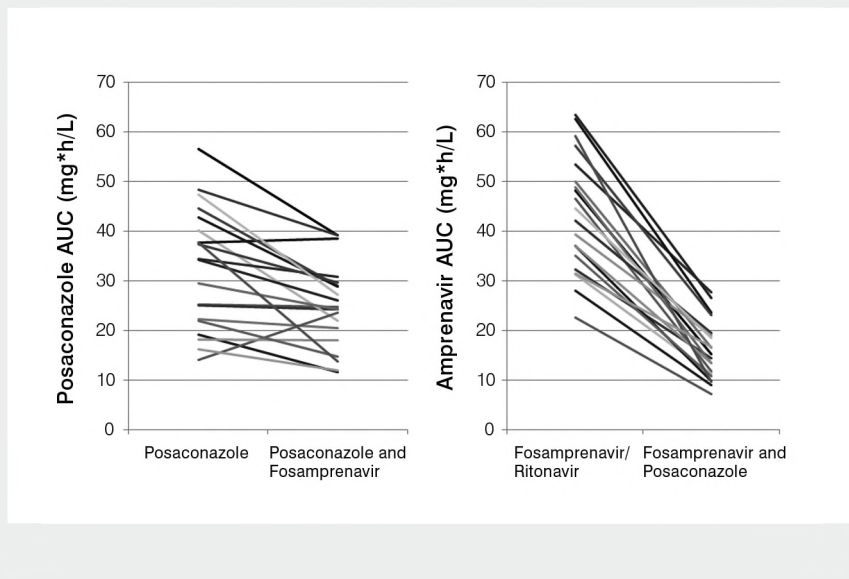 Posaconazole AUC (mg*h/L)
70
60
50
40
30
20
10
0
Posaconazole
Posaconazole and
Fosamprenavir
Amprenavir AUC (mg*h/L)
70
60
50
40
30
20
10
0
Fosamprenavir/
Ritonavir
Fosamprenavir and
Posaconazole